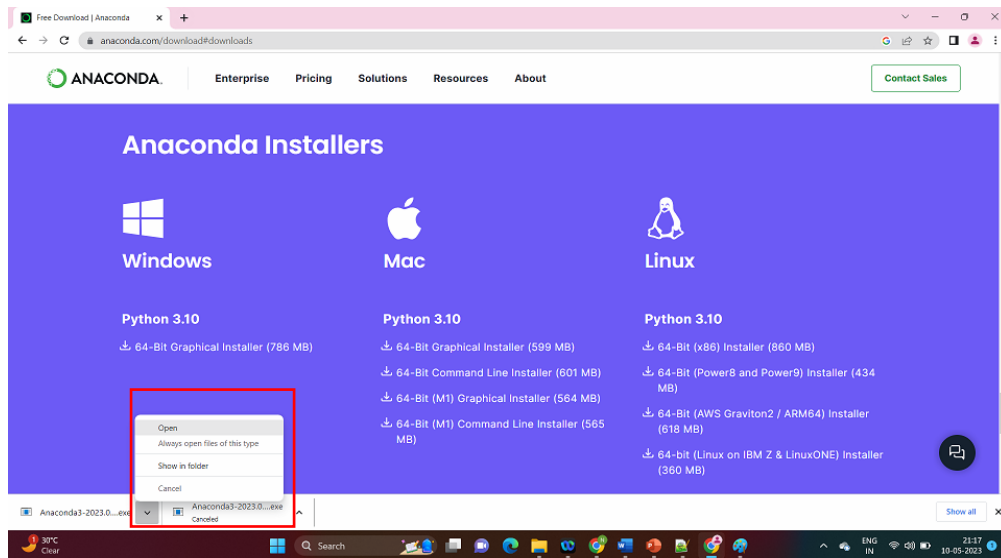 Free Download | Anaconda
anaconda.com/download#downloads
ANACONDA.
Enterprise
Pricing
Solutions
Resources
About
Contact Sales
Anaconda Installers
Windows
Python 3.10
64-Bit Graphical Installer (786 MB)
Mac
Python 3.10
64-Bit Graphical Installer (599 MB)
64-Bit Command Line Installer (601 MB)
64-Bit (M1) Graphical Installer (564 MB)
64-Bit (M1) Command Line Installer (565
MB)
Linux
Python 3.10
64-Bit (x86) Installer (860 MB)
64-Bit (Power8 and Power9) Installer (434
MB)
64-Bit (AWS Graviton2 / ARM64) Installer
(618 MB)
64-bit (Linux on IBM Z & LinuxONE) Installer
(360 MB)
Open
Always open files of this type
Show in folder
Cancel
Anaconda3-2023.0....exe
Anaconda3-2023.0....exe
Canceled
Show all
1
30°C
Clear
Search
ENG
IN
21:17
10-05-2023
1